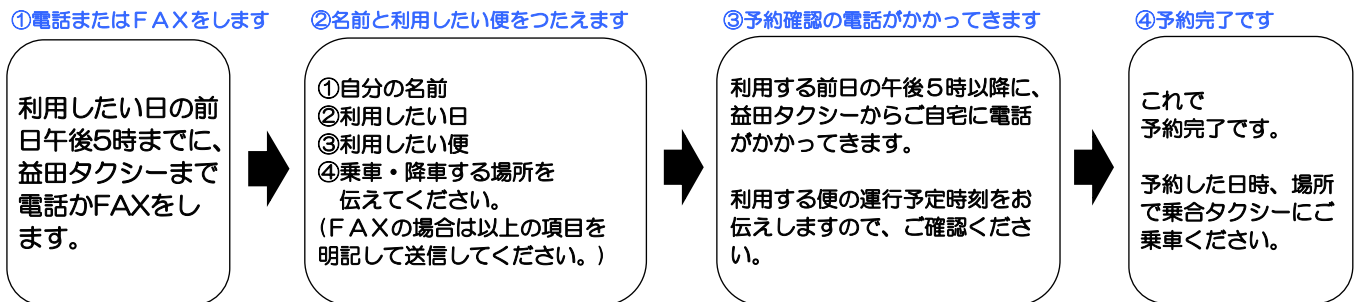 ①電話またはＦＡＸをします
利用したい日の前
日午後5時までに、
益田タクシーまで
電話かFAXをし
ます。
②名前と利用したい便をつたえます
①自分の名前
②利用したい日
③利用したい便
④乗車・降車する場所を
伝えてください。
(ＦＡＸの場合は以上の項目を
明記して送信してください。)
③予約確認の電話がかかってきます
利用する前日の午後５時以降に、
益田タクシーからご自宅に電話
がかかってきます。
利用する便の運行予定時刻をお
伝えしますので、ご確認くださ
い。
④予約完了です
これで
予約完了です。
予約した日時、場所
で乗合タクシーにご
乗車ください。